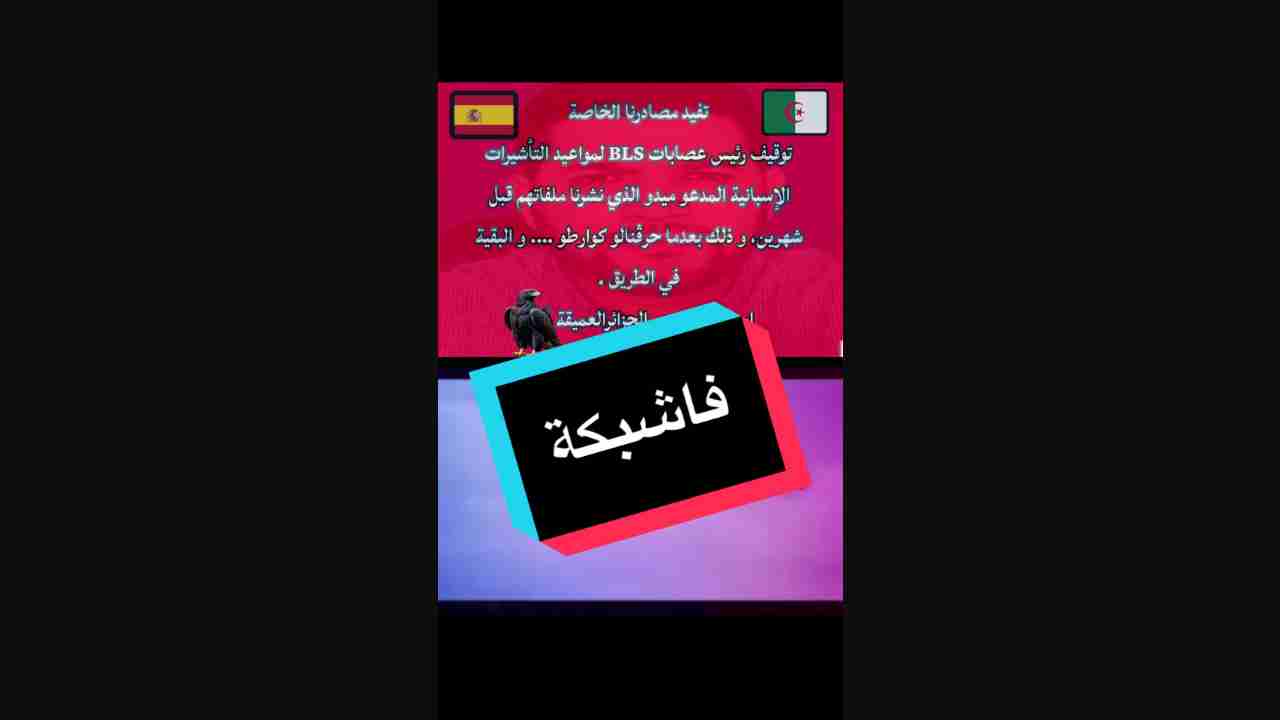 تفيد مصادرنا الخاصة
توقيف رئيس عصابات BLS لمواعيد التأشيرات
الإسبانية المدعو ميدو الذي نشرنا ملفاتهم قبل
شهرين. و ذلك بعدما حرڨنالو كوارطو .... و البقية
في الطريق .
الجزائرالعميقة
فاشبكة